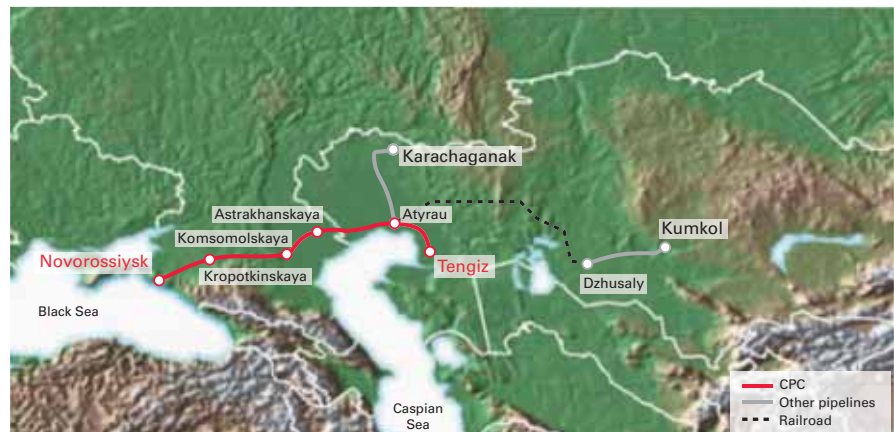 Karachaganak
Astrakhanskaya
Atyrau
Komsomolskaya
Kumkol
Novorossiysk
Tengiz
Kropotkinskaya
Dzhusaly
Black Sea
Caspian
Sea
CPC
Other pipelines
Railroad